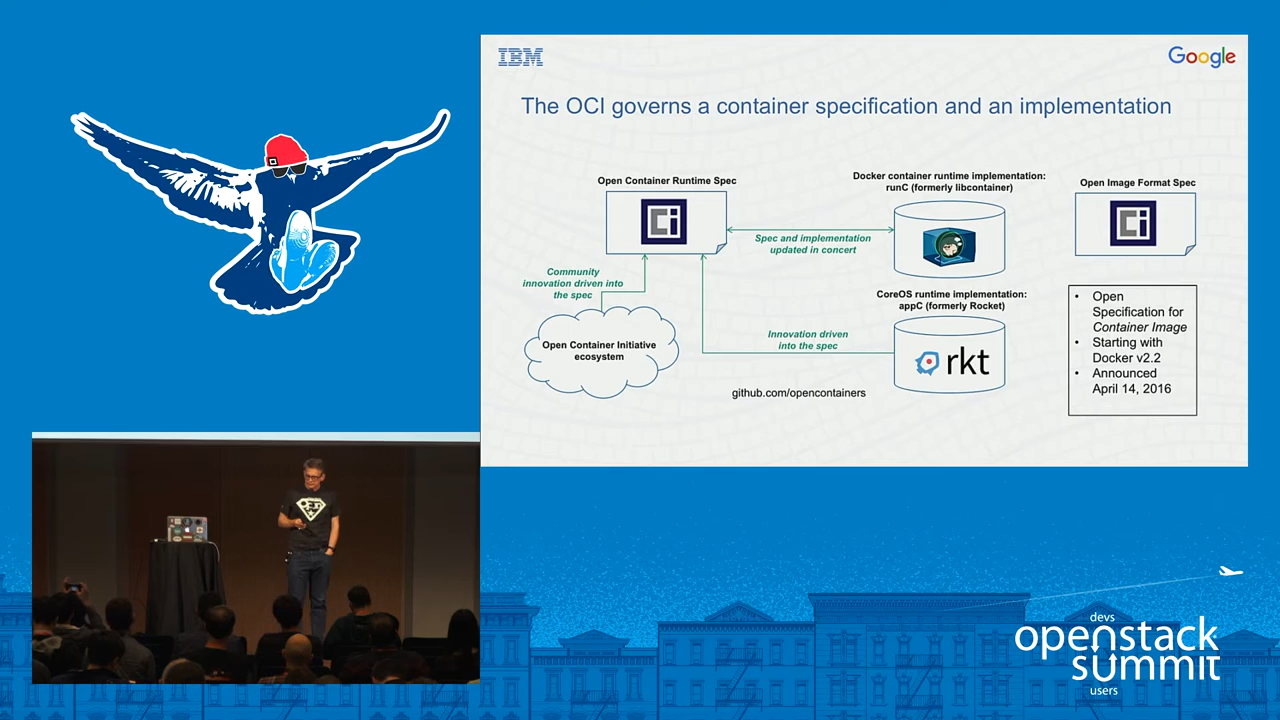 IBM
Google
The OCI governs a container specification and an implementation
Open Container Runtime Spec
Ci
Docker container runtime implementation:
runC (formerly libcontainer)
Open Image Format Spec
Ci
Spec and implementation
updated in concert
Community
innovation driven into
the spec
Open Container Initiative
ecosystem
CoreOS runtime implementation:
appC (formerly Rocket)
Innovation driven
into the spec
rkt
github.com/opencontainers
• Open
Specification for
Container Image
• Starting with
Docker v2.2
• Announced
April 14, 2016
devs
openstack
summit
users